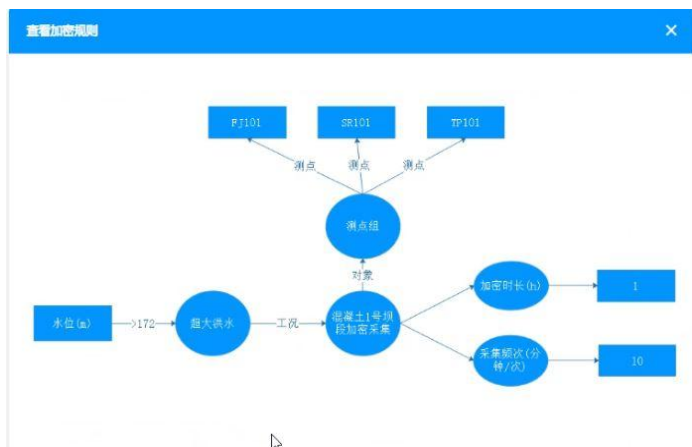 查看加密规则
PJ101
SR101
TP101
测点
测点
测点
测点组
对象
水位(m)
>172
超大洪水
工况
混凝土1号坝
段加密采集
加密时长(h)
1
采集频次(分
钟/次)
10